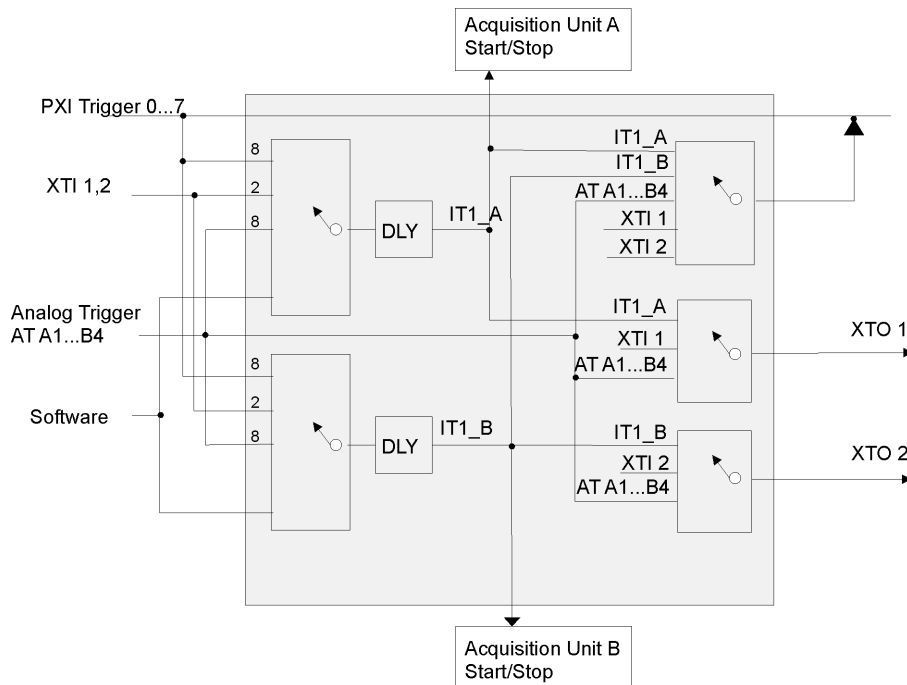 Acquisition Unit A
Start/Stop
PXI Trigger 0...7
8
IT1_A
IT1_B
XTI 1,2
2
AT A1...B4
8
IT1_A
XTI 1
DLY
XTI 2
Analog Trigger
AT A1...B4
IT1_A
XTO 1
XTI 1
8
AT A1...B4
Software
2
IT1_B
IT1_B
8
DLY
XTI 2
XTO 2
AT A1...B4
Acquisition Unit B
Start/Stop